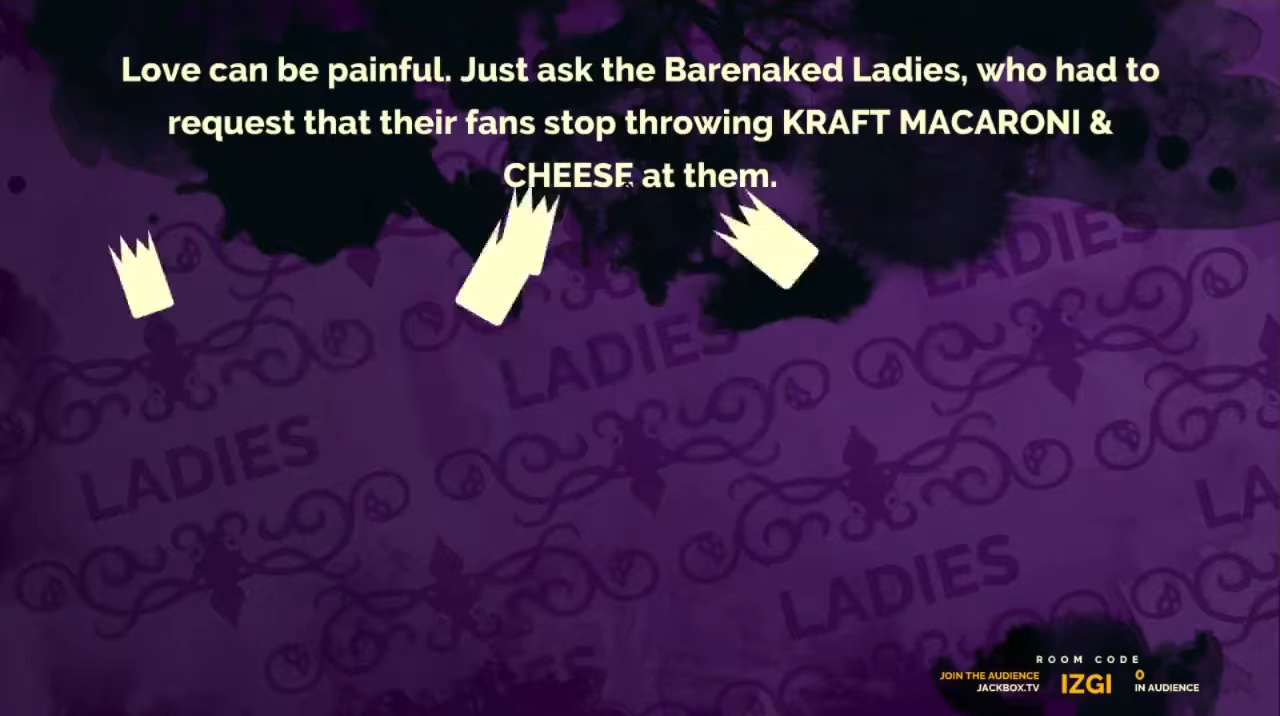 Love can be painful. Just ask the Barenaked Ladies, who had to
request that their fans stop throwing KRAFT MACARONI &
CHEESE at them.
LADIES
LADIES
LADIES
LADIES
ROOM CODE
JOIN THE AUDIENCE
JACKBOX.TV
IZGI
0
IN AUDIENCE